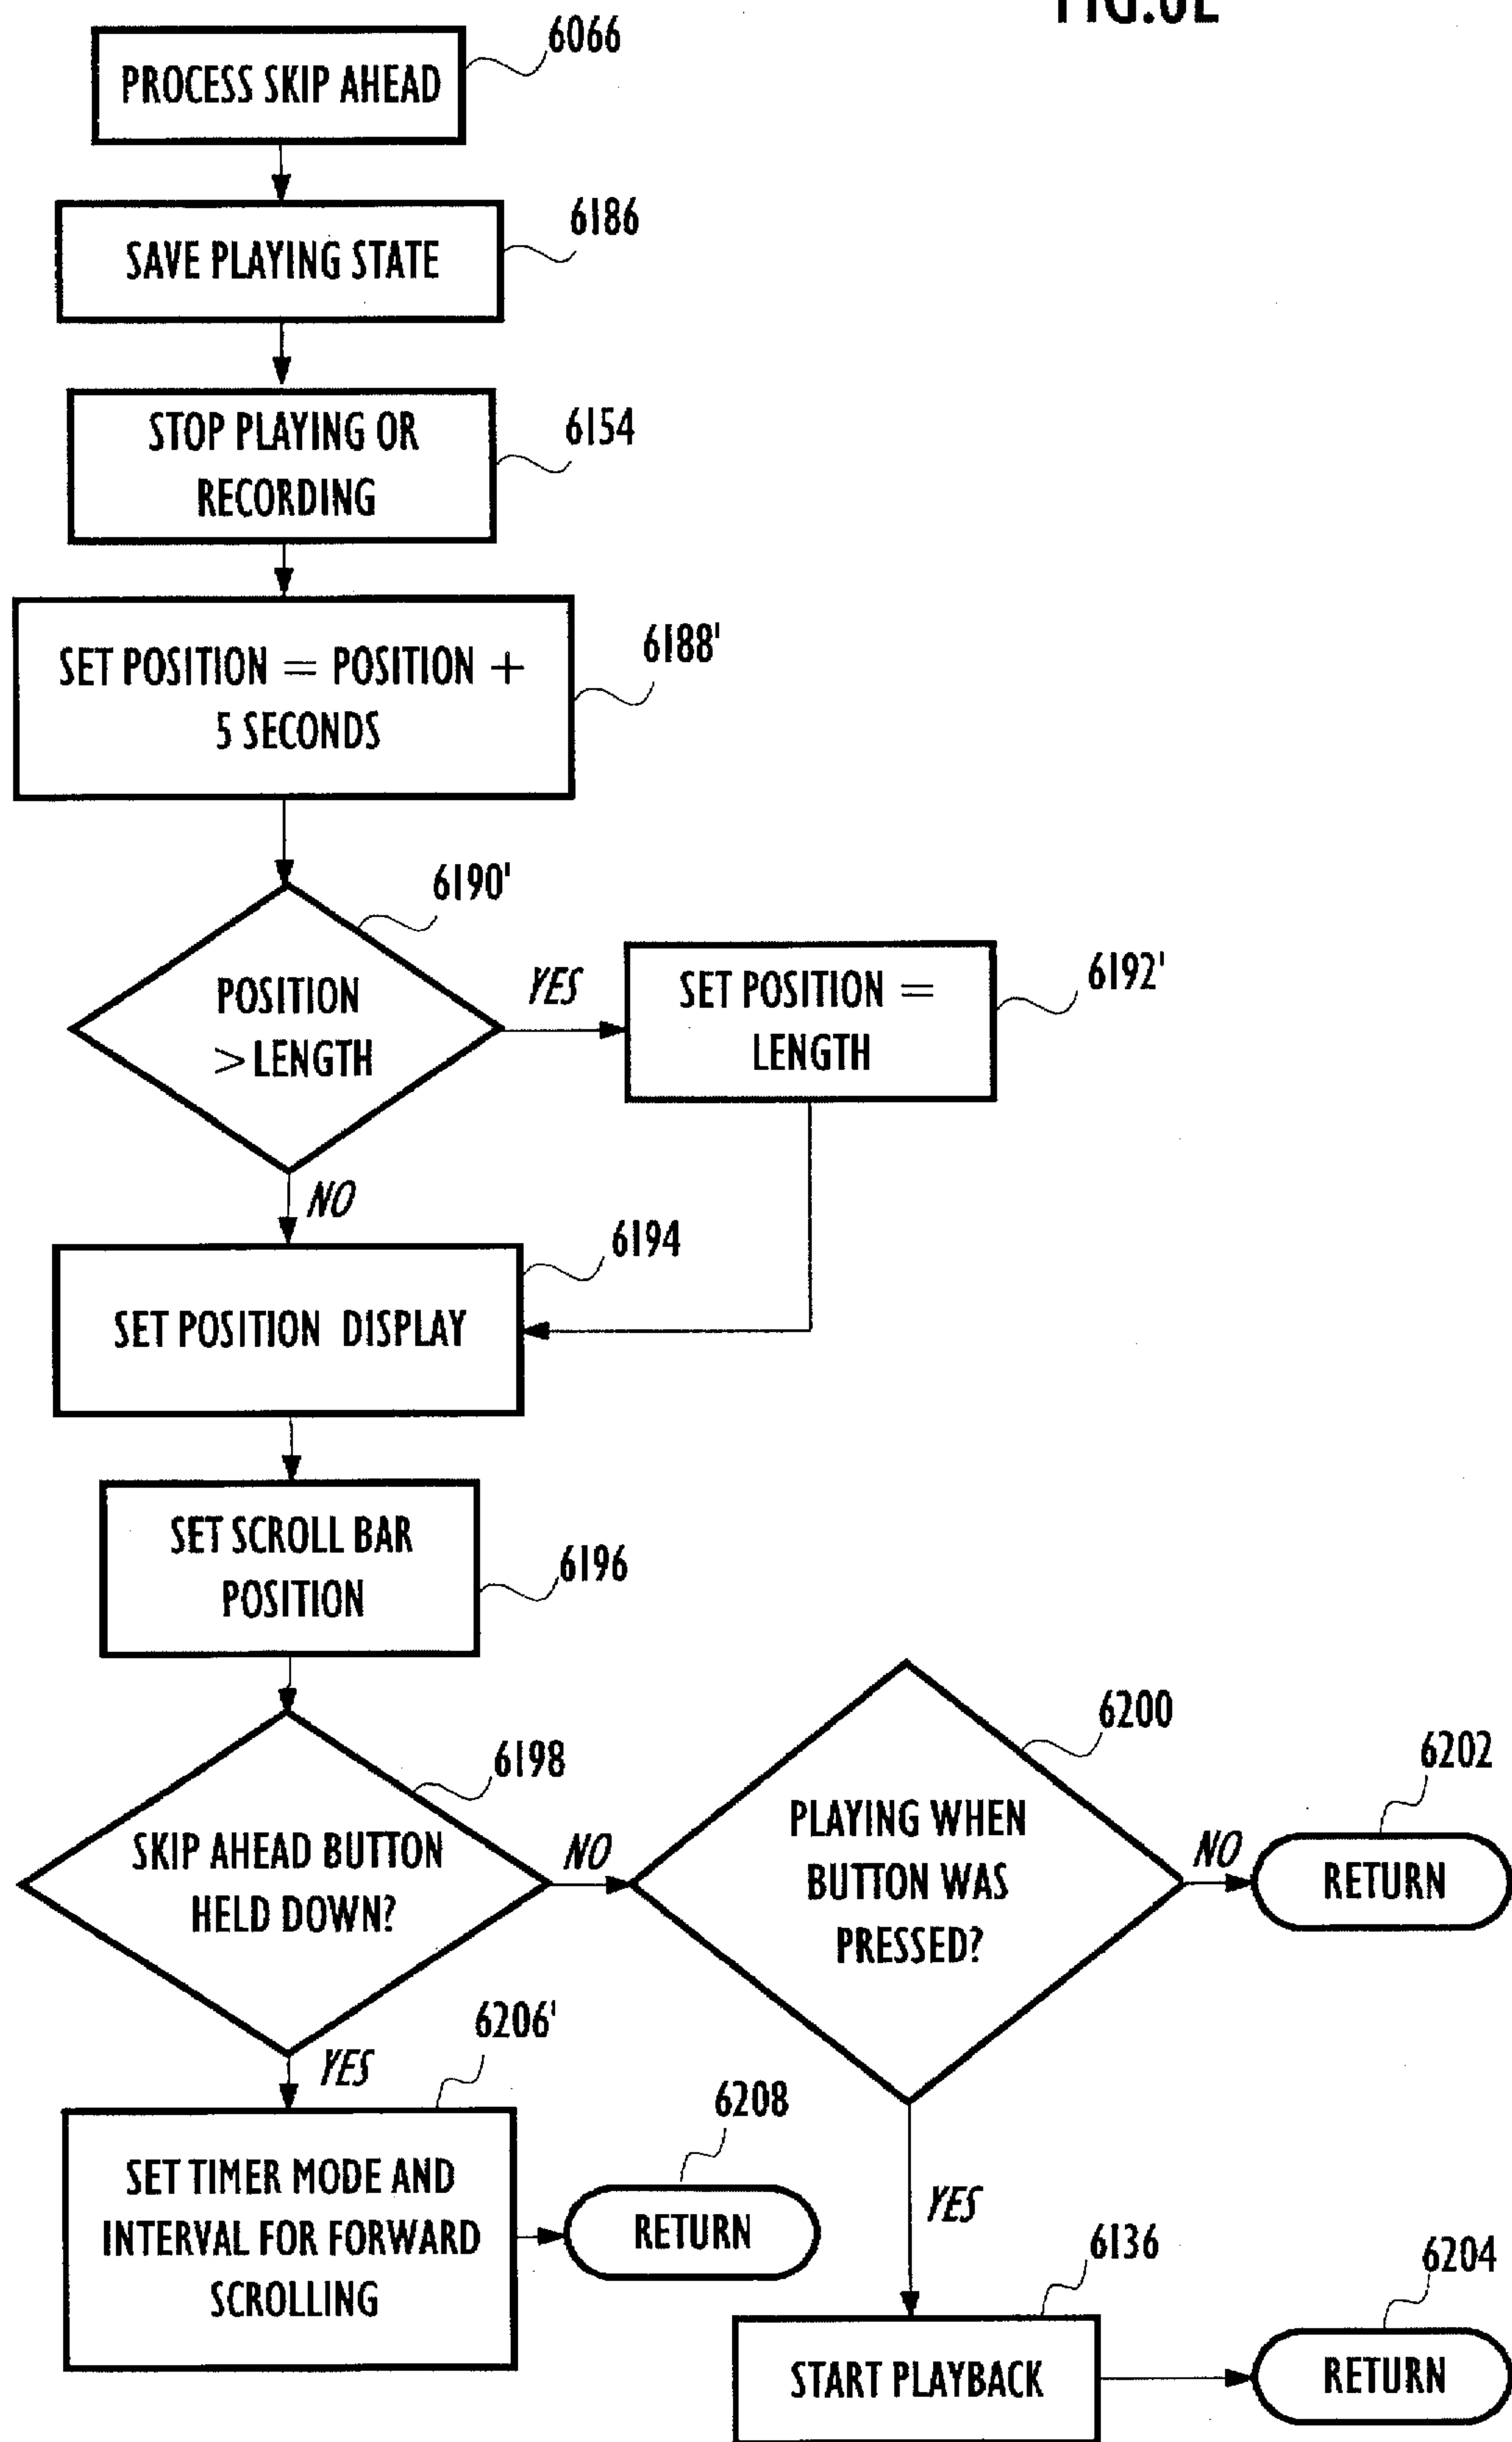 6066
PROCESS SKIP AHEAD
6186
SAVE PLAYING STATE
6154
STOP PLAYING OR
RECORDING
6188'
SET POSITION = POSITION +
5 SECONDS
6190'
POSITION
> LENGTH
YES
6192'
SET POSITION =
LENGTH
NO
6194
SET POSITION DISPLAY
6196
SET SCROLL BAR
POSITION
6198
SKIP AHEAD BUTTON
HELD DOWN?
NO
6200
PLAYING WHEN
BUTTON WAS
PRESSED?
NO
6202
RETURN
YES
6206'
SET TIMER MODE AND
INTERVAL FOR FORWARD
SCROLLING
6208
RETURN
YES
6136
START PLAYBACK
6204
RETURN